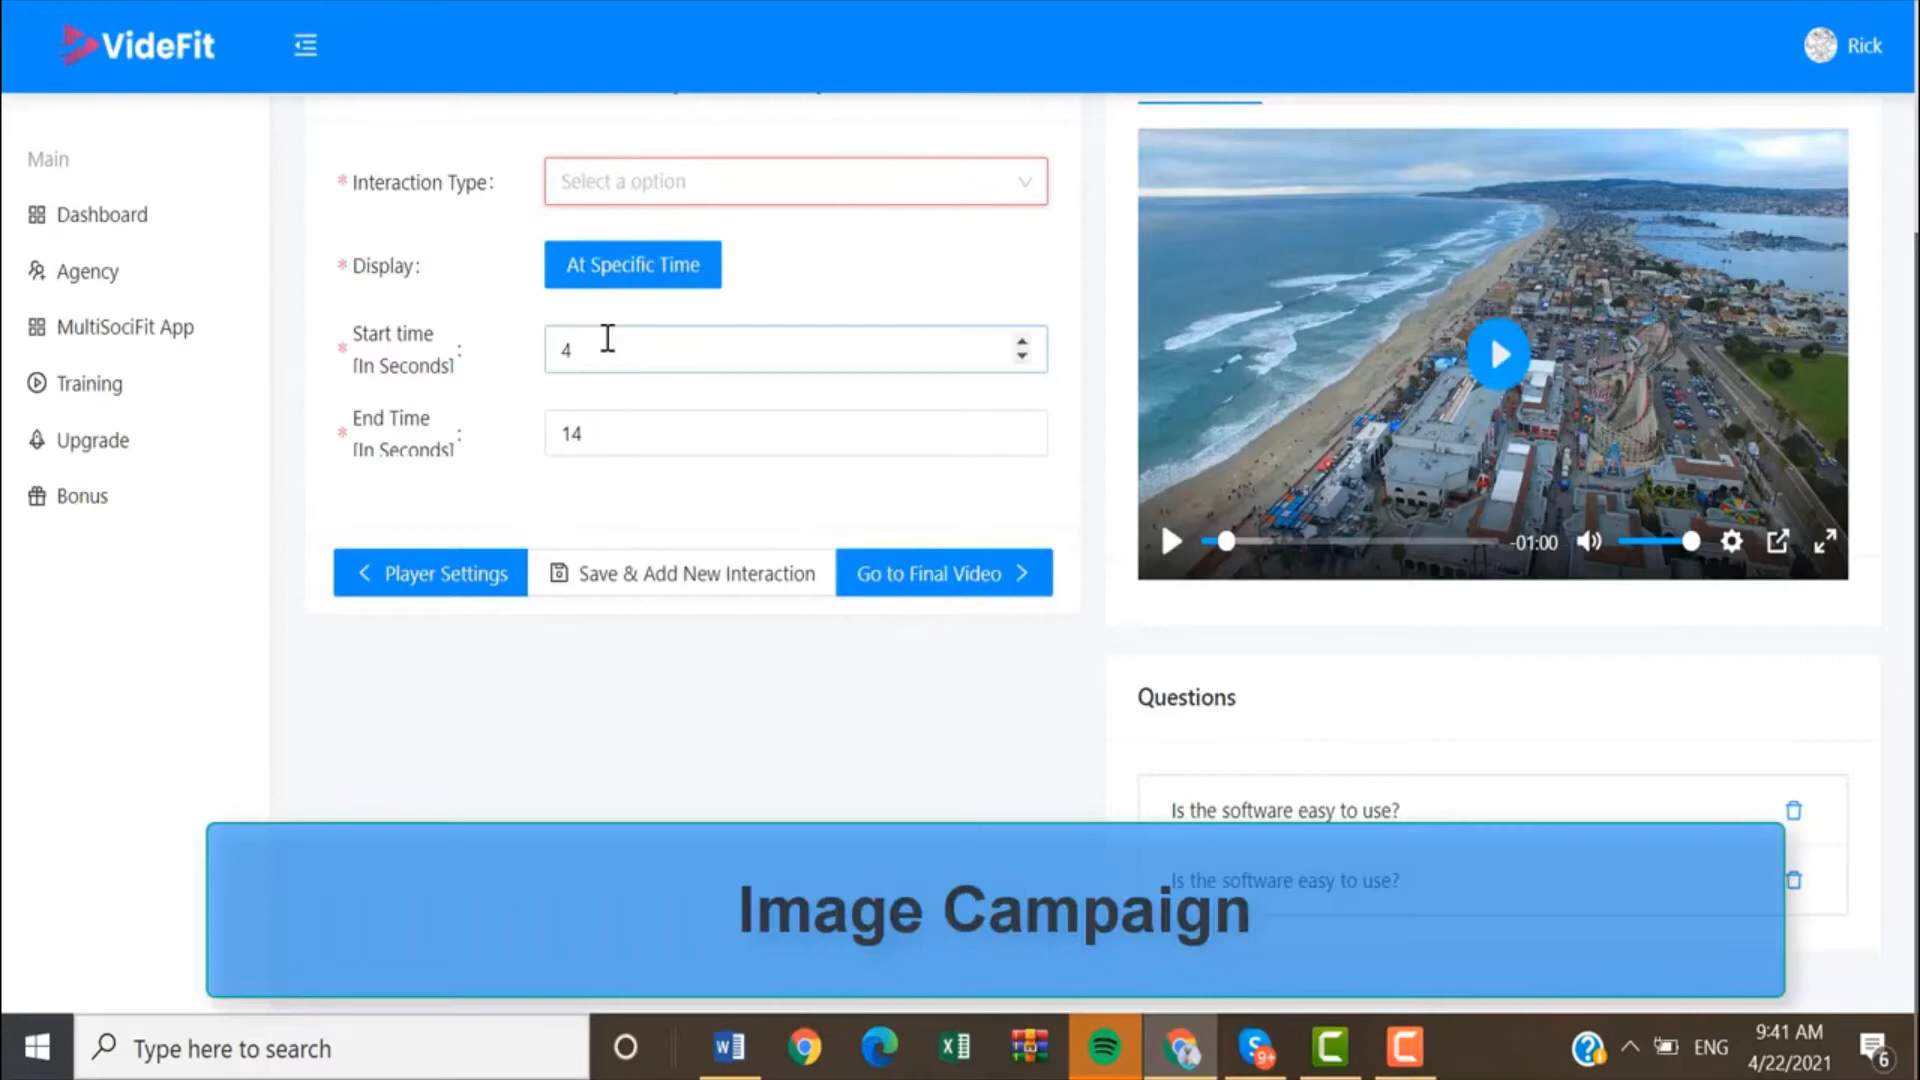 VideFit
Rick
Main
Dashboard
Agency
MultiSociFit App
Training
Upgrade
Bonus
* Interaction Type:
Select a option
* Display:
At Specific Time
* Start time
[In Seconds] :
4
* End Time
[In Seconds] :
14
Player Settings
Save & Add New Interaction
Go to Final Video
-01:00
Questions
Is the software easy to use?
Is the software easy to use?
Image Campaign
Type here to search
9+
ENG
9:41 AM
4/22/2021
6